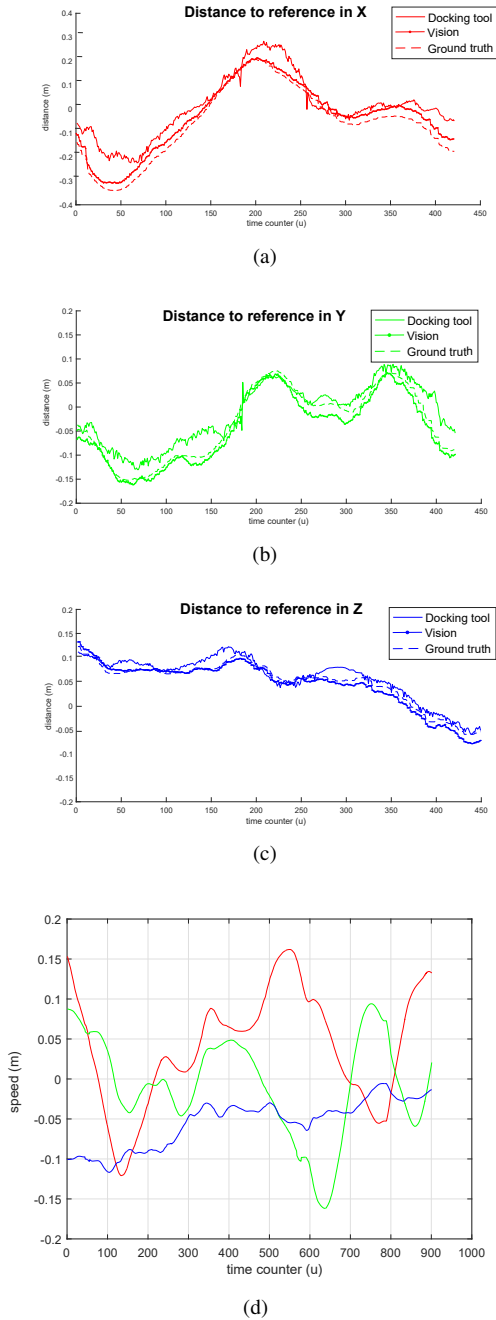 Distance to reference in X
Docking tool
Vision
Ground truth
distance (m)
0.4
0.3
0.2
0.1
0
-0.1
-0.2
-0.3
-0.4
0 50 100 150 200 250 300 350 400 450
time counter (u)
(a)
Distance to reference in Y
Docking tool
Vision
Ground truth
distance (m)
0.2
0.15
0.1
0.05
0
-0.05
-0.1
-0.15
-0.2
0 50 100 150 200 250 300 350 400 450
time counter (u)
(b)
Distance to reference in Z
Docking tool
Vision
Ground truth
distance (m)
0.2
0.15
0.1
0.05
0
-0.05
-0.1
-0.15
-0.2
0 50 100 150 200 250 300 350 400 450
time counter (u)
(c)
speed (m)
0.2
0.15
0.1
0.05
0
-0.05
-0.1
-0.15
-0.2
0 100 200 300 400 500 600 700 800 900 1000
time counter (u)
(d)